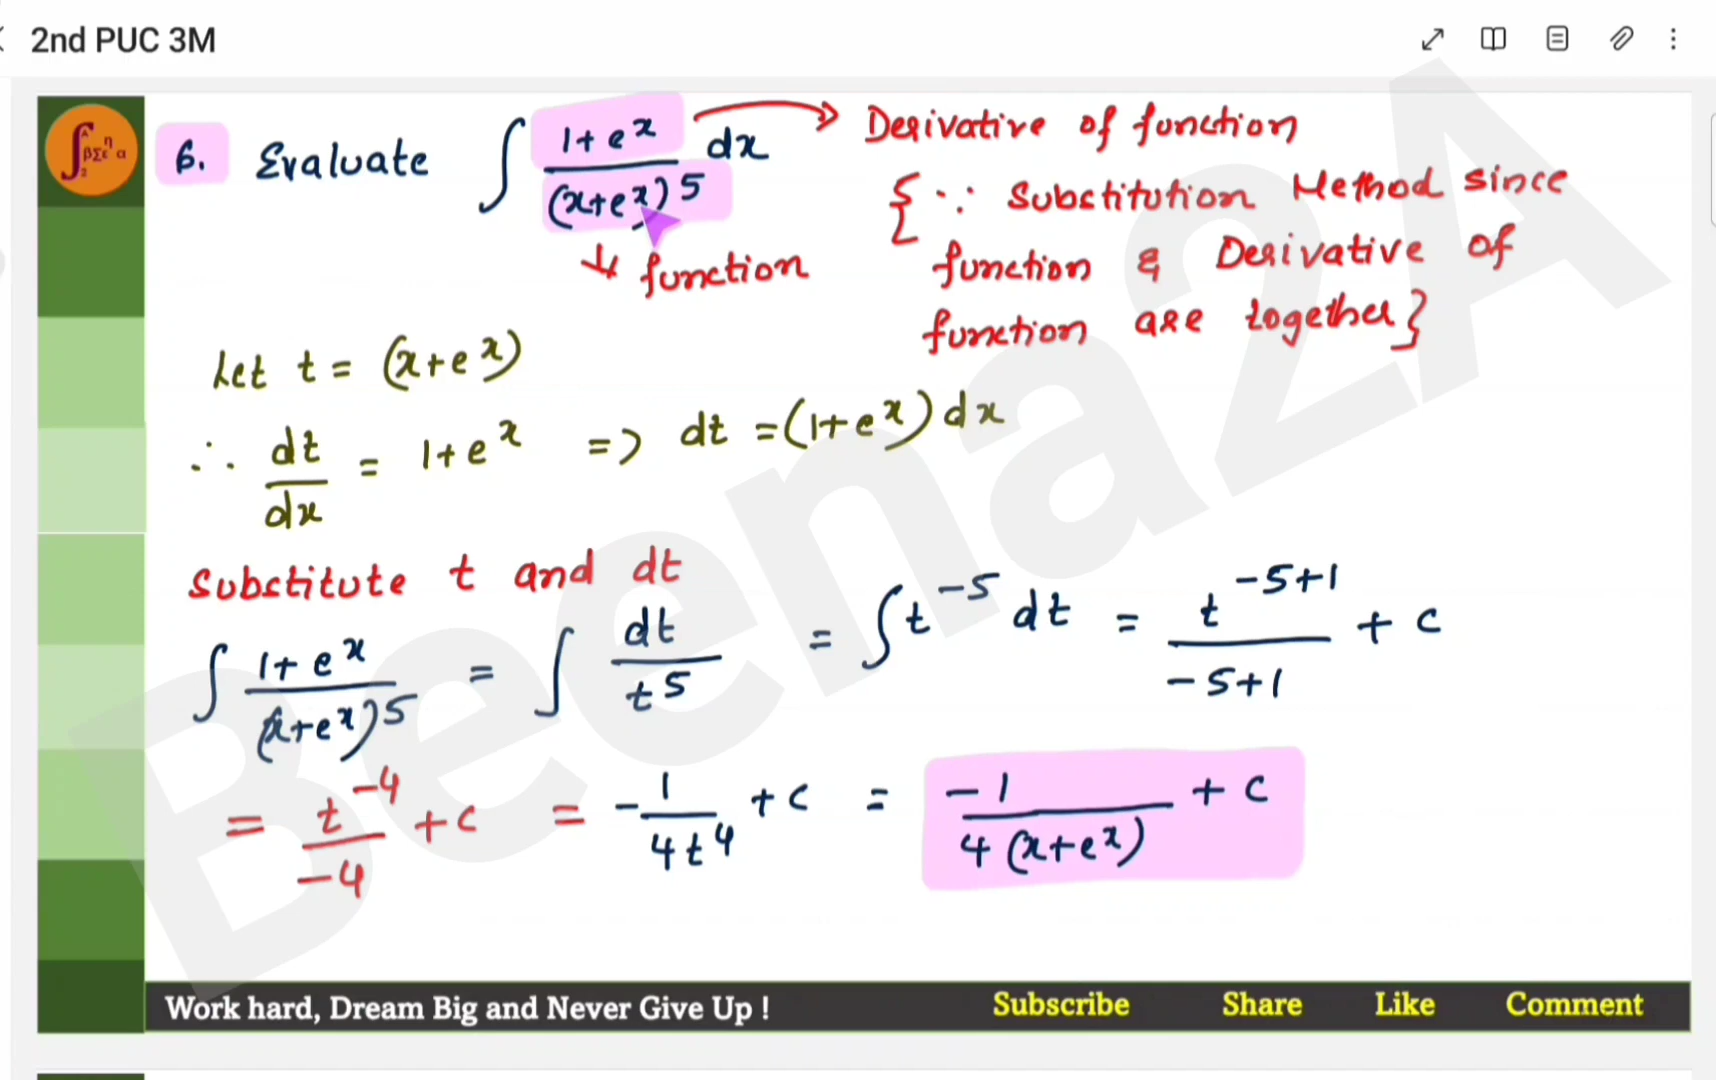 2nd PUC 3M
6. Evaluate ∫ (1+e^x)/(x+e^x)^5 dx → Derivative of function
{∵ Substitution Method since
↓ function
function & Derivative of
function are together}
Let t = (x+e^x)
∴ dt/dx = 1+e^x => dt = (1+e^x) dx
Substitute t and dt
∫ (1+e^x)/(x+e^x)^5 = ∫ dt/t^5 = ∫ t^-5 dt = t^(-5+1)/(-5+1) + c
= t^-4/-4 + c = -1/(4t^4) + c = -1/(4(x+e^x)) + c
Beena2A
Work hard, Dream Big and Never Give Up ! Subscribe Share Like Comment